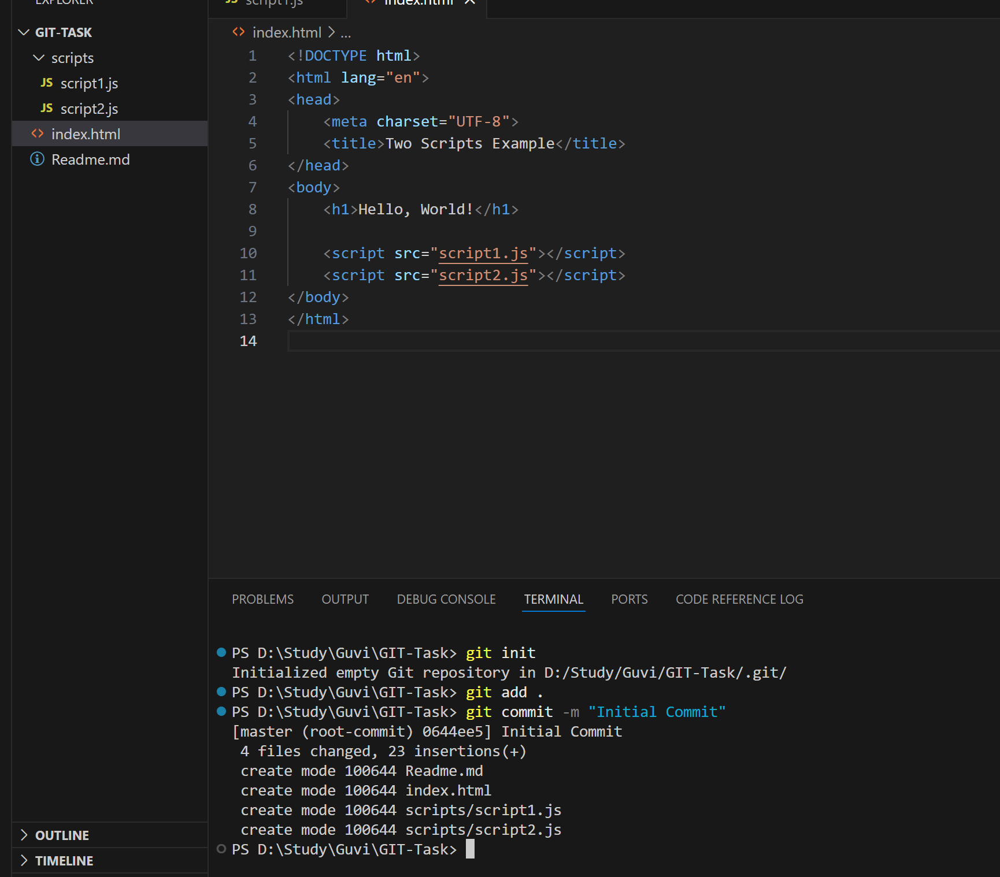 EXPLORER
GIT-TASK
scripts
JS script1.js
JS script2.js
index.html
Readme.md
OUTLINE
TIMELINE
JS script1.js
index.html
index.html > ...
1 <!DOCTYPE html>
2 <html lang="en">
3 <head>
4 <meta charset="UTF-8">
5 <title>Two Scripts Example</title>
6 </head>
7 <body>
8 <h1>Hello, World!</h1>
9
10 <script src="script1.js"></script>
11 <script src="script2.js"></script>
12 </body>
13 </html>
14
PROBLEMS OUTPUT DEBUG CONSOLE TERMINAL PORTS CODE REFERENCE LOG
PS D:\Study\Guvi\GIT-Task> git init
Initialized empty Git repository in D:/Study/Guvi/GIT-Task/.git/
PS D:\Study\Guvi\GIT-Task> git add .
PS D:\Study\Guvi\GIT-Task> git commit -m "Initial Commit"
[master (root-commit) 0644ee5] Initial Commit
4 files changed, 23 insertions(+)
create mode 100644 Readme.md
create mode 100644 index.html
create mode 100644 scripts/script1.js
create mode 100644 scripts/script2.js
PS D:\Study\Guvi\GIT-Task>